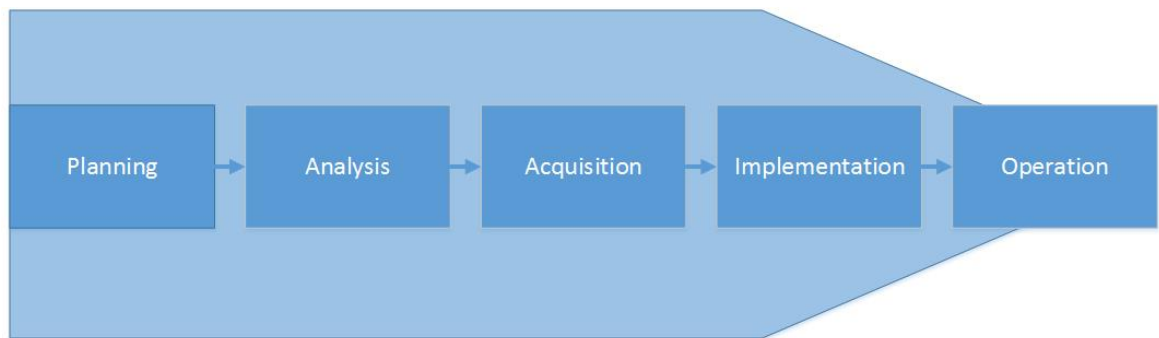 Planning
Analysis
Acquisition
Implementation
Operation